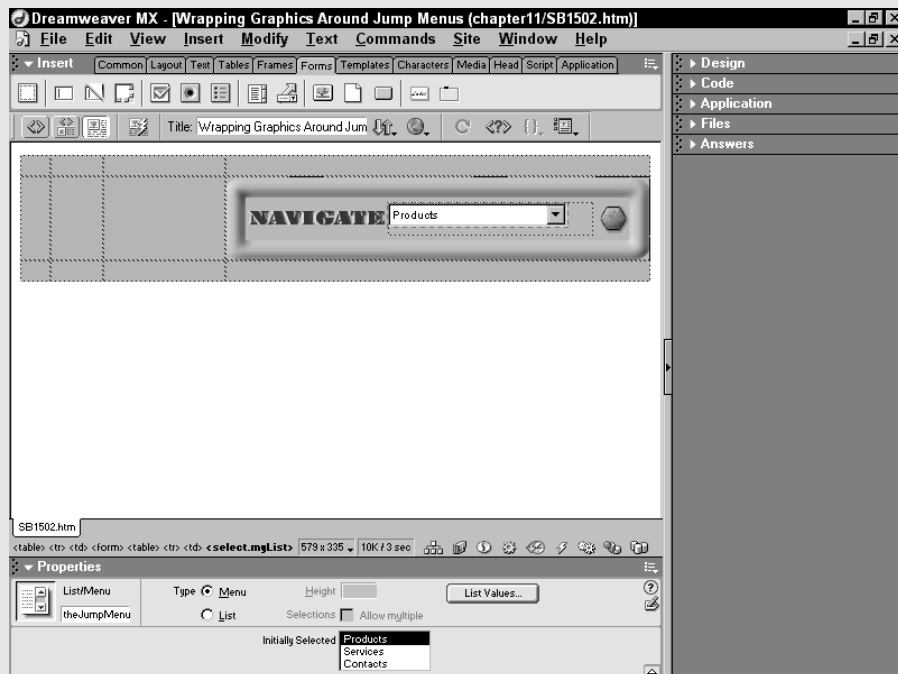 Dreamweaver MX - [Wrapping Graphics Around Jump Menus (chapter11/SB1502.htm)]
File Edit View Insert Modify Text Commands Site Window Help
Insert Common Layout Text Tables Frames Forms Templates Characters Media Head Script Application
Title: Wrapping Graphics Around Jum
Design
Code
Application
Files
Answers
NAVIGATE Products
SB1502.htm
<table> <tr> <td> <form> <table> <tr> <td> <select.mgList> 579 x 335 10K / 3 sec
Properties
List/Menu Type Menu Height List Values...
theJumpMenu List Selections Allow multiple
Initially Selected Products
Services
Contacts